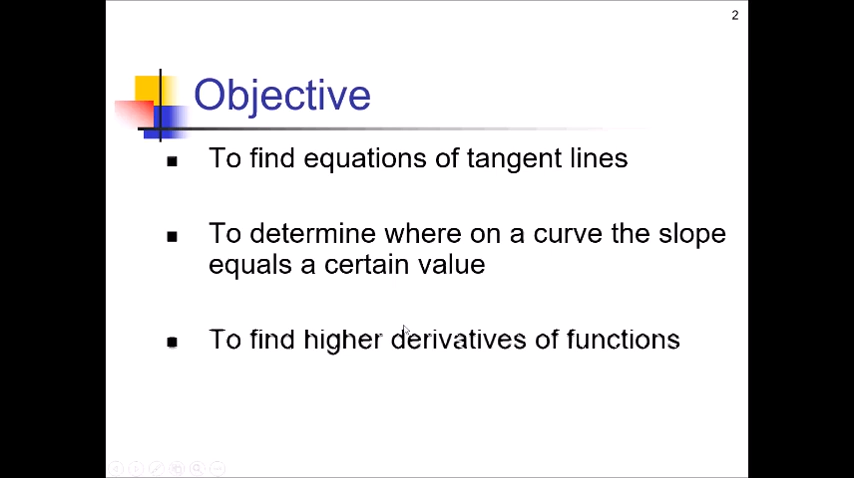 2
Objective
To find equations of tangent lines
To determine where on a curve the slope
equals a certain value
To find higher derivatives of functions